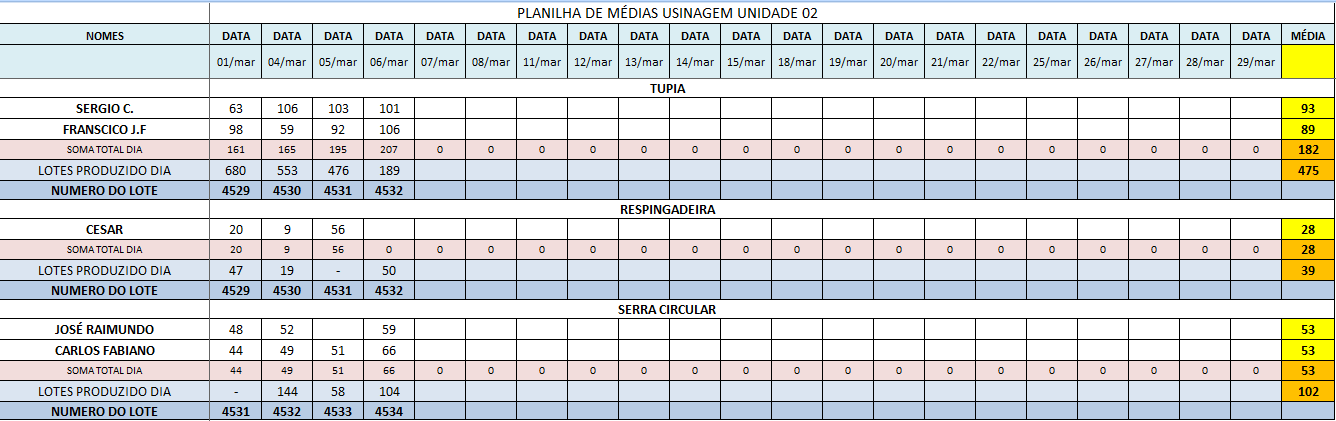 PLANILHA DE MÉDIAS USINAGEM UNIDADE 02
NOMES DATA DATA DATA DATA DATA DATA DATA DATA DATA DATA DATA DATA DATA DATA DATA DATA DATA DATA DATA DATA DATA MÉDIA
01/mar 04/mar 05/mar 06/mar 07/mar 08/mar 11/mar 12/mar 13/mar 14/mar 15/mar 18/mar 19/mar 20/mar 21/mar 22/mar 25/mar 26/mar 27/mar 28/mar 29/mar
TUPIA
SERGIO C. 63 106 103 101 93
FRANSCICO J.F 98 59 92 106 89
SOMA TOTAL DIA 161 165 195 207 0 0 0 0 0 0 0 0 0 0 0 0 0 0 0 0 0 182
LOTES PRODUZIDO DIA 680 553 476 189 475
NUMERO DO LOTE 4529 4530 4531 4532
RESPINGADEIRA
CESAR 20 9 56 28
SOMA TOTAL DIA 20 9 56 0 0 0 0 0 0 0 0 0 0 0 0 0 0 0 0 0 0 28
LOTES PRODUZIDO DIA 47 19 - 50 39
NUMERO DO LOTE 4529 4530 4531 4532
SERRA CIRCULAR
JOSÉ RAIMUNDO 48 52 59 53
CARLOS FABIANO 44 49 51 66 53
SOMA TOTAL DIA 44 49 51 66 0 0 0 0 0 0 0 0 0 0 0 0 0 0 0 0 0 53
LOTES PRODUZIDO DIA - 144 58 104 102
NUMERO DO LOTE 4531 4532 4533 4534